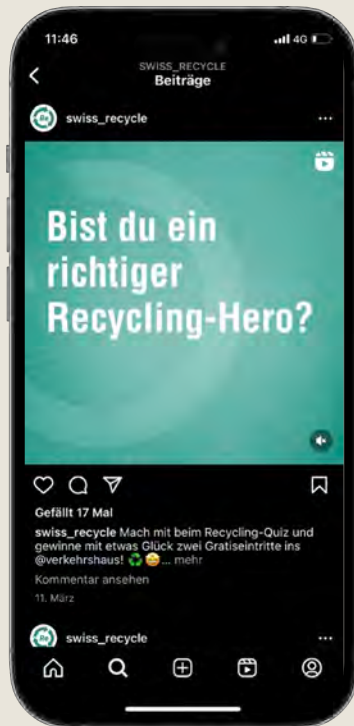 11:46
4G
SWISS_RECYCLE
Beiträge
swiss_recycle
Bist du ein
richtiger
Recycling-Hero?
Gefällt 17 Mal
swiss_recycle Mach mit beim Recycling-Quiz und
gewinne mit etwas Glück zwei Gratiseintritte ins
@verkehrshaus! ♻️😊... mehr
Kommentar ansehen
11. März
swiss_recycle